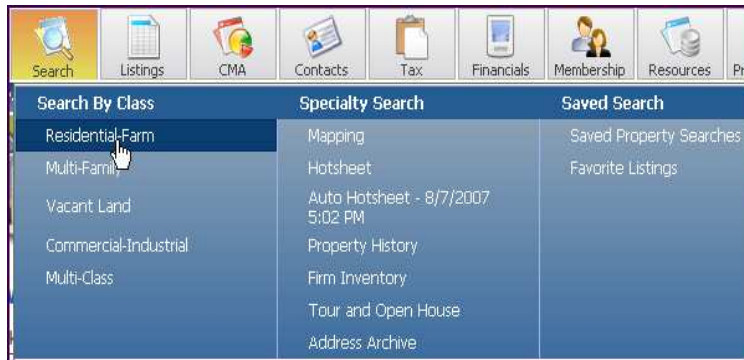 Search Listings CMA Contacts Tax Financials Membership Resources
Search By Class
Residential-Farm
Multi-Family
Vacant Land
Commercial-Industrial
Multi-Class
Specialty Search
Mapping
Hotsheet
Auto Hotsheet - 8/7/2007
5:02 PM
Property History
Firm Inventory
Tour and Open House
Address Archive
Saved Search
Saved Property Searches
Favorite Listings